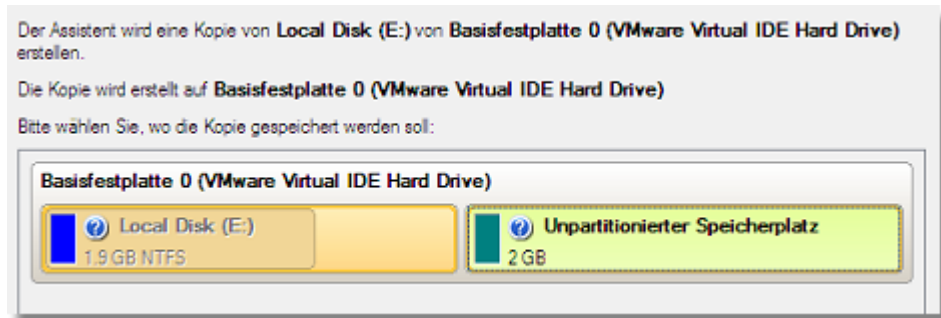 Der Assistent wird eine Kopie von Local Disk (E:) von Basisfestplatte 0 (VMware Virtual IDE Hard Drive)
erstellen.
Die Kopie wird erstellt auf Basisfestplatte 0 (VMware Virtual IDE Hard Drive)
Bitte wählen Sie, wo die Kopie gespeichert werden soll:
Basisfestplatte 0 (VMware Virtual IDE Hard Drive)
Local Disk (E:)
1.9 GB NTFS
Unpartitionierter Speicherplatz
2 GB